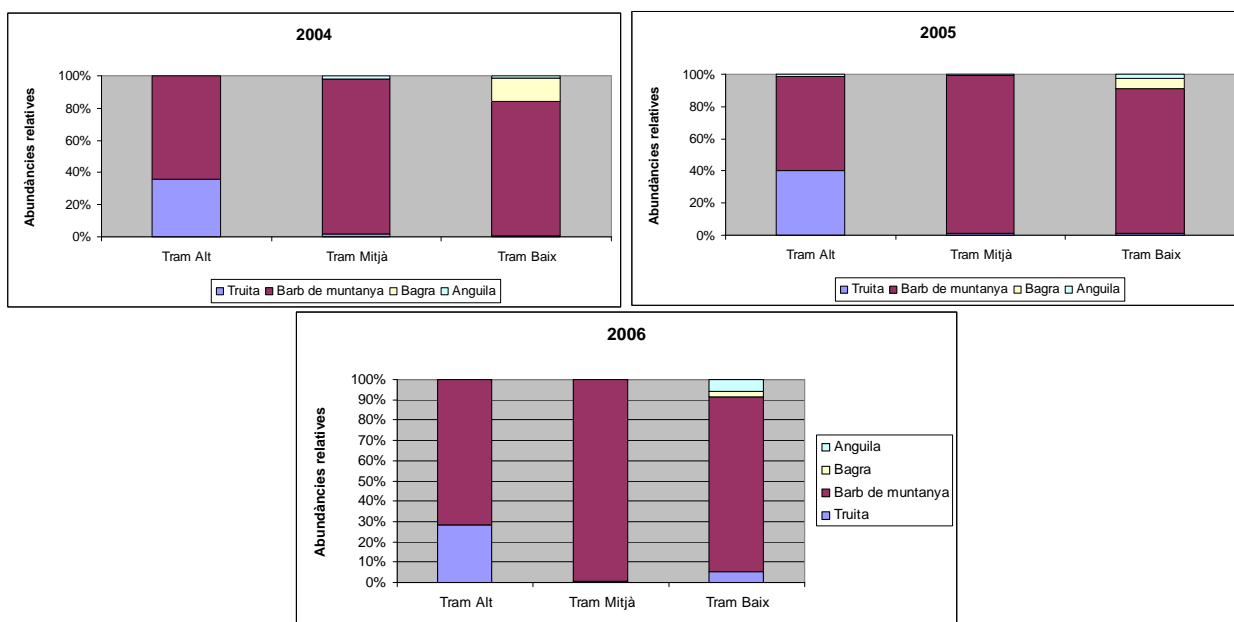 2004
Abundàncies relatives
100%
80%
60%
40%
20%
0%
Tram Alt Tram Mitjà Tram Baix
Truita Barb de muntanya Bagra Anguila
2005
Abundàncies relatives
100%
80%
60%
40%
20%
0%
Tram Alt Tram Mitjà Tram Baix
Truita Barb de muntanya Bagra Anguila
2006
Abundàncies relatives
100%
90%
80%
70%
60%
50%
40%
30%
20%
10%
0%
Tram Alt Tram Mitjà Tram Baix
Anguila
Bagra
Barb de muntanya
Truita